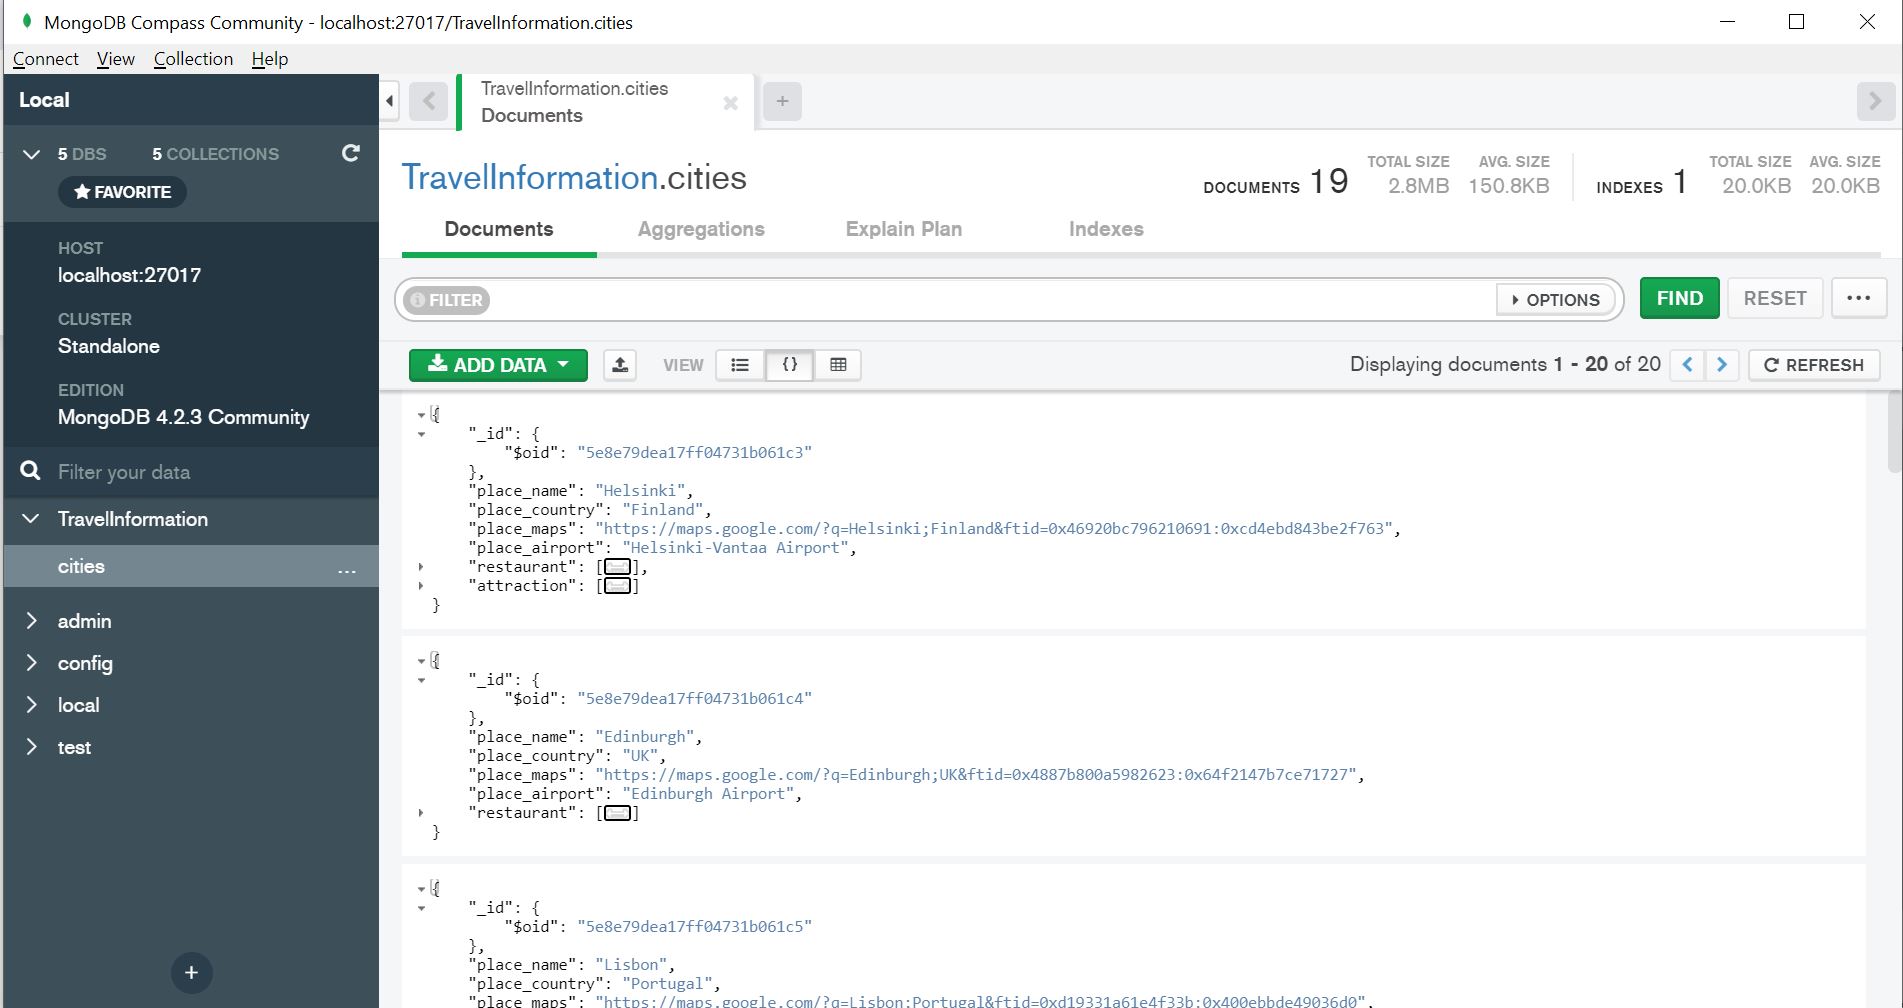 MongoDB Compass Community - localhost:27017/TravelInformation.cities
Connect View Collection Help
Local
5 DBS 5 COLLECTIONS
FAVORITE
HOST
localhost:27017
CLUSTER
Standalone
EDITION
MongoDB 4.2.3 Community
Filter your data
TravelInformation
cities ...
admin
config
local
test
+
TravelInformation.cities
Documents
+
TravelInformation.cities
DOCUMENTS 19 TOTAL SIZE 2.8MB AVG. SIZE 150.8KB INDEXES 1 TOTAL SIZE 20.0KB AVG. SIZE 20.0KB
Documents Aggregations Explain Plan Indexes
FILTER OPTIONS FIND RESET ...
ADD DATA VIEW {} Displaying documents 1 - 20 of 20 < > REFRESH
{
"_id": {
"$oid": "5e8e79dea17ff04731b061c3"
},
"place_name": "Helsinki",
"place_country": "Finland",
"place_maps": "https://maps.google.com/?q=Helsinki;Finland&ftid=0x46920bc796210691:0xcd4ebd843be2f763",
"place_airport": "Helsinki-Vantaa Airport",
"restaurant": [],
"attraction": []
}
{
"_id": {
"$oid": "5e8e79dea17ff04731b061c4"
},
"place_name": "Edinburgh",
"place_country": "UK",
"place_maps": "https://maps.google.com/?q=Edinburgh;UK&ftid=0x4887b800a5982623:0x64f2147b7ce71727",
"place_airport": "Edinburgh Airport",
"restaurant": []
}
{
"_id": {
"$oid": "5e8e79dea17ff04731b061c5"
},
"place_name": "Lisbon",
"place_country": "Portugal",
"place_maps": "https://maps.google.com/?q=Lisbon;Portugal&ftid=0xd19331a61e4f33b:0x400ebbde49036d0",